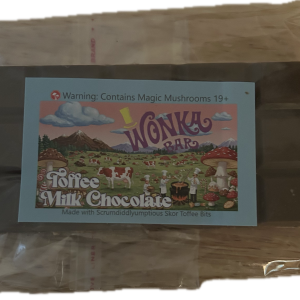 Warning: Contains Magic Mushrooms 19+
WONKA
BAR
Toffee
Milk Chocolate
Made with Scrumdiddlyumptious Skor Toffee Bits